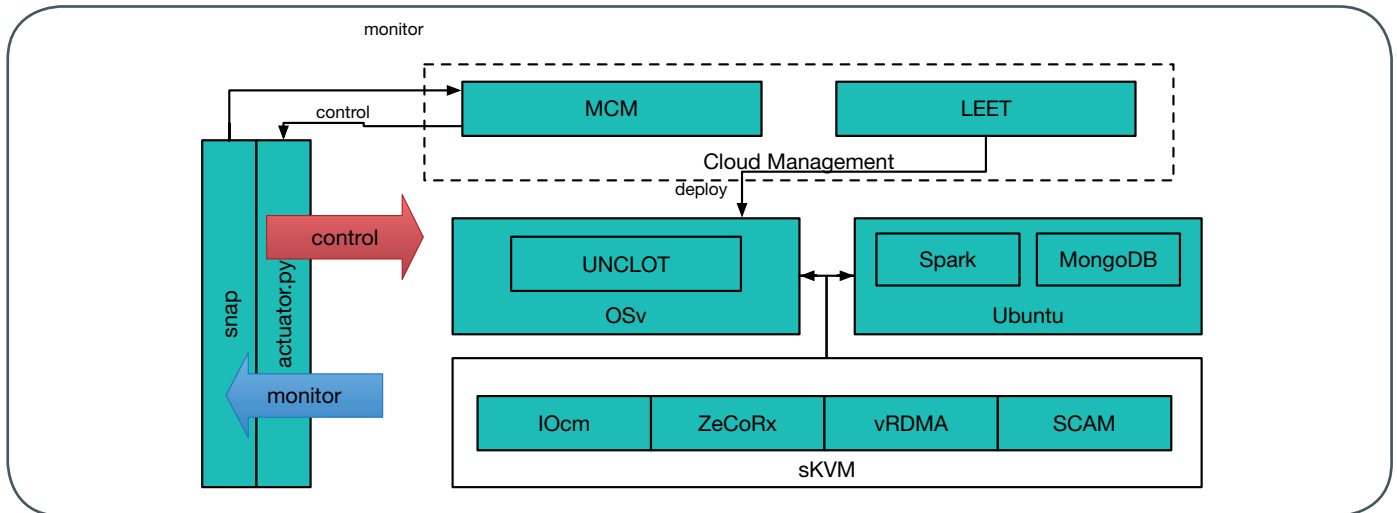 monitor
MCM
LEET
control
Cloud Management
deploy
control
UNCLOT
OSv
Spark
MongoDB
Ubuntu
snap
actuator.py
monitor
IOcm
ZeCoRx
vRDMA
SCAM
sKVM